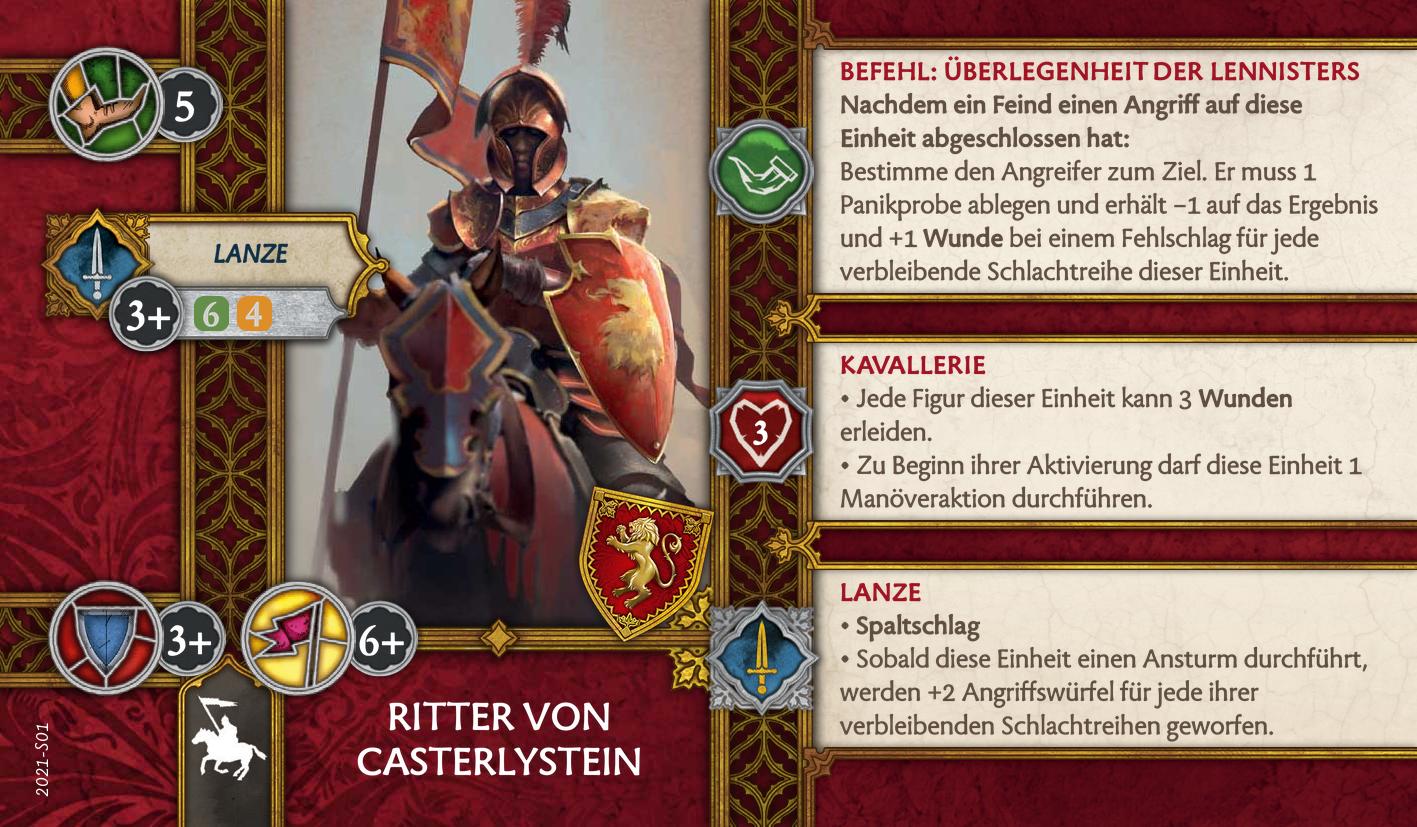 5
LANZE
3+ 6 4
3+
6+
RITTER VON
CASTERLYSTEIN
2021-S01
BEFEHL: ÜBERLEGENHEIT DER LENNISTERS
Nachdem ein Feind einen Angriff auf diese
Einheit abgeschlossen hat:
Bestimme den Angreifer zum Ziel. Er muss 1
Panikprobe ablegen und erhält –1 auf das Ergebnis
und +1 Wunde bei einem Fehlschlag für jede
verbleibende Schlachtreihe dieser Einheit.
3
KAVALLERIE
• Jede Figur dieser Einheit kann 3 Wunden
erleiden.
• Zu Beginn ihrer Aktivierung darf diese Einheit 1
Manöveraktion durchführen.
LANZE
• Spaltschlag
• Sobald diese Einheit einen Ansturm durchführt,
werden +2 Angriffswürfel für jede ihrer
verbleibenden Schlachtreihen geworfen.